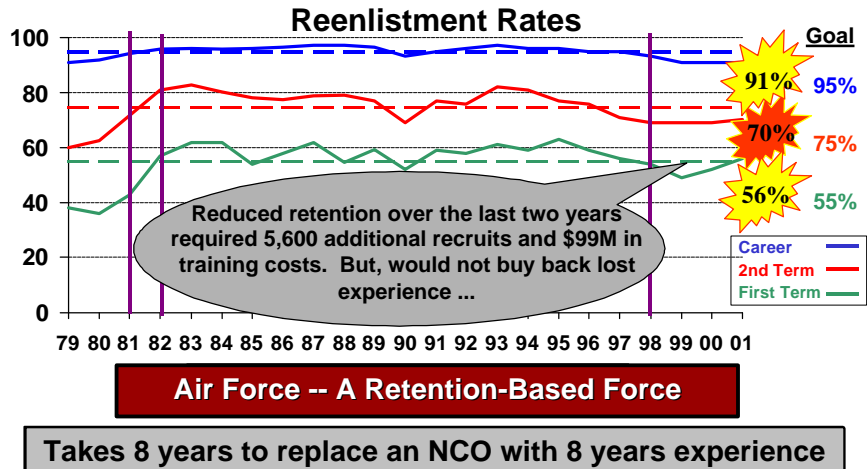 Reenlistment Rates
Goal
100
80
60
40
20
0
91%
95%
70%
75%
56%
55%
Reduced retention over the last two years
required 5,600 additional recruits and $99M in
training costs. But, would not buy back lost
experience ...
Career
2nd Term
First Term
79 80 81 82 83 84 85 86 87 88 89 90 91 92 93 94 95 96 97 98 99 00 01
Air Force -- A Retention-Based Force
Takes 8 years to replace an NCO with 8 years experience